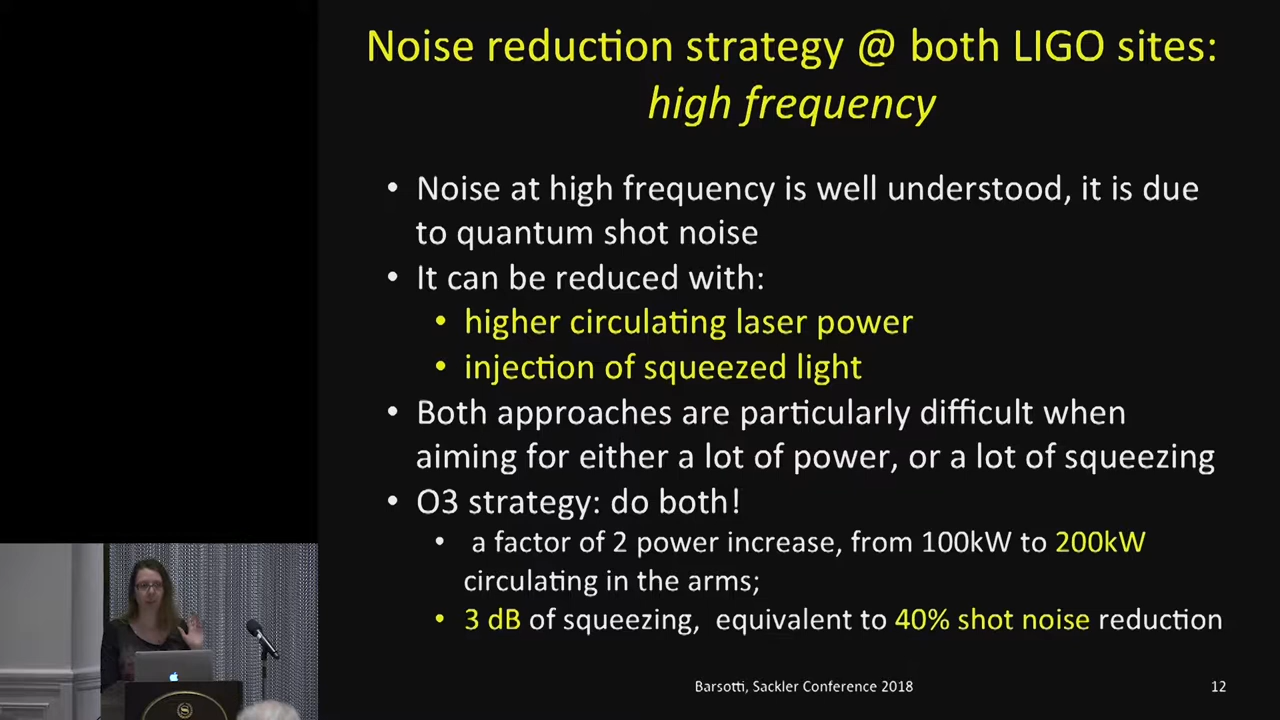 Noise reduction strategy @ both LIGO sites:
high frequency
• Noise at high frequency is well understood, it is due
to quantum shot noise
• It can be reduced with:
• higher circulating laser power
• injection of squeezed light
• Both approaches are particularly difficult when
aiming for either a lot of power, or a lot of squeezing
• O3 strategy: do both!
• a factor of 2 power increase, from 100kW to 200kW
circulating in the arms;
• 3 dB of squeezing, equivalent to 40% shot noise reduction
Barsotti, Sackler Conference 2018
12